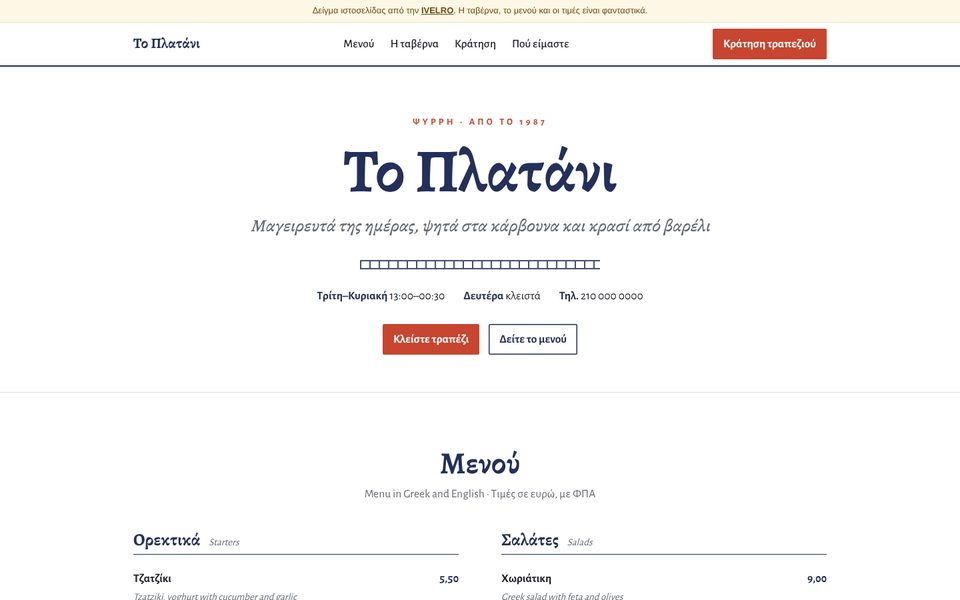 Δείγμα ιστοσελίδας από την IVELRO. Η ταβέρνα, το μενού και οι τιμές είναι φανταστικά.
Το Πλατάνι
Μενού Η ταβέρνα Κράτηση Πού είμαστε
Κράτηση τραπεζιού
ΨΥΡΡΗ · ΑΠΟ ΤΟ 1987
Το Πλατάνι
Μαγειρευτά της ημέρας, ψητά στα κάρβουνα και κρασί από βαρέλι
Τρίτη–Κυριακή 13:00–00:30 Δευτέρα κλειστά Τηλ. 210 000 0000
Κλείστε τραπέζι Δείτε το μενού
Μενού
Menu in Greek and English · Τιμές σε ευρώ, με ΦΠΑ
Ορεκτικά Starters
Τζατζίκι 5,50
Tzatziki, yoghurt with cucumber and garlic
Σαλάτες Salads
Χωριάτικη 9,00
Greek salad with feta and olives